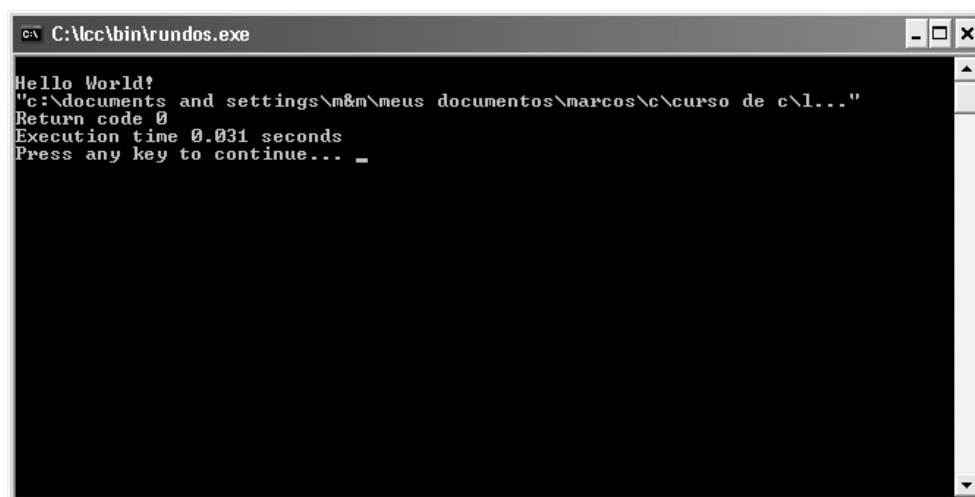 C:\lcc\bin\rundos.exe
Hello World!
"c:\documents and settings\m&m\meus documentos\marcos\c\curso de c\l..."
Return code 0
Execution time 0.031 seconds
Press any key to continue... _